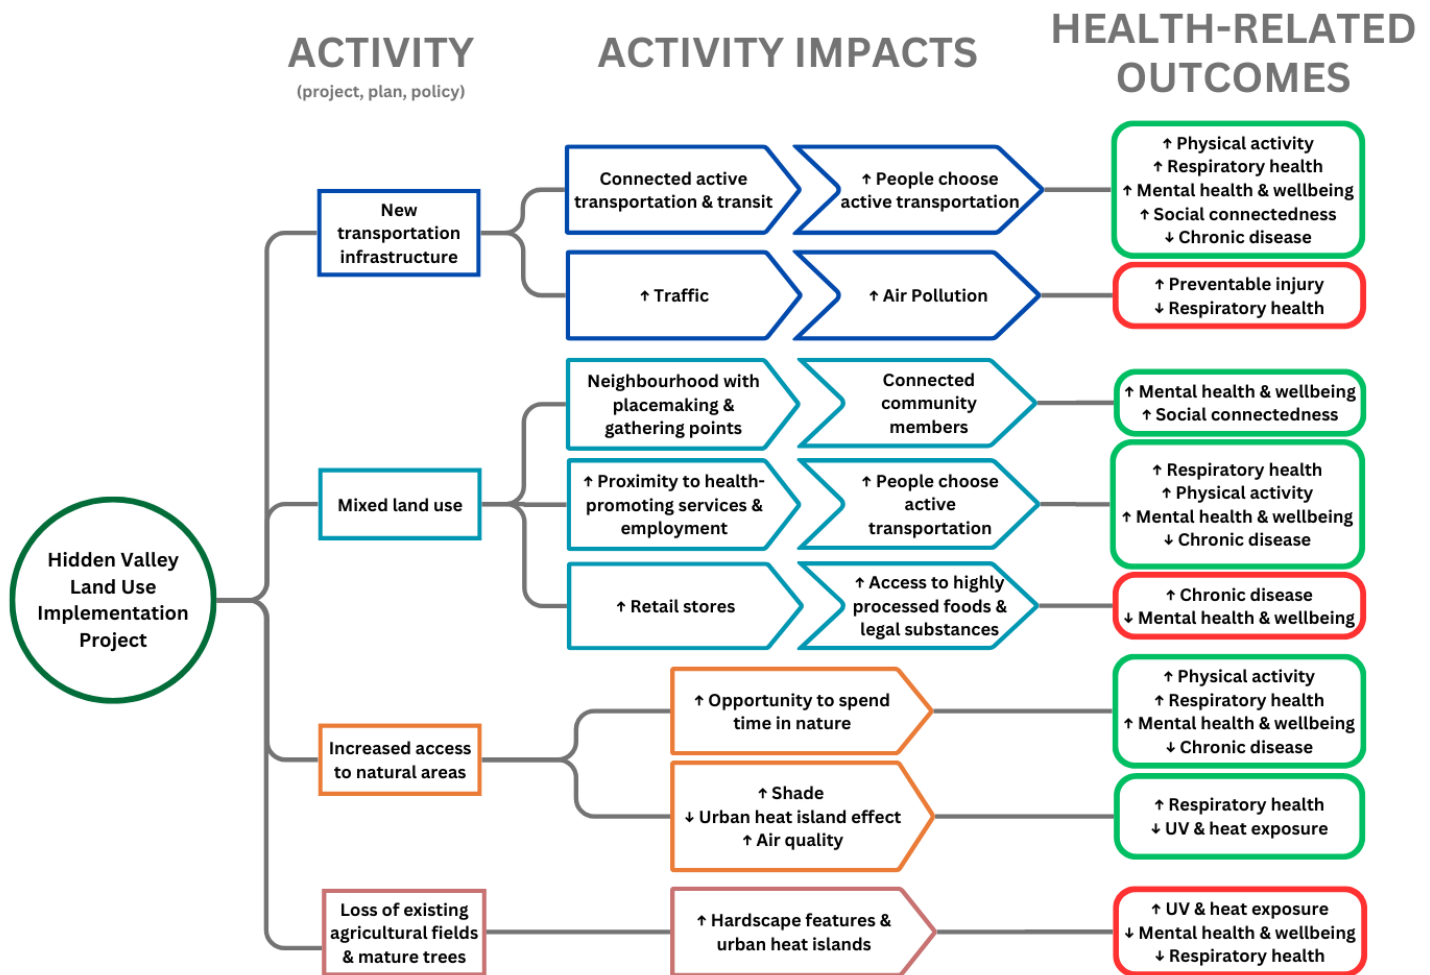 ACTIVITY
(project, plan, policy)
ACTIVITY IMPACTS
HEALTH-RELATED
OUTCOMES
Hidden Valley
Land Use
Implementation
Project
New
transportation
infrastructure
Connected active
transportation & transit
↑ People choose
active transportation
↑ Physical activity
↑ Respiratory health
↑ Mental health & wellbeing
↑ Social connectedness
↓ Chronic disease
↑ Traffic
↑ Air Pollution
↑ Preventable injury
↓ Respiratory health
Mixed land use
Neighbourhood with
placemaking &
gathering points
Connected
community
members
↑ Mental health & wellbeing
↑ Social connectedness
↑ Proximity to health-
promoting services &
employment
↑ People choose
active
transportation
↑ Respiratory health
↑ Physical activity
↑ Mental health & wellbeing
↓ Chronic disease
↑ Retail stores
↑ Access to highly
processed foods &
legal substances
↑ Chronic disease
↓ Mental health & wellbeing
Increased access
to natural areas
↑ Opportunity to spend
time in nature
↑ Physical activity
↑ Respiratory health
↑ Mental health & wellbeing
↓ Chronic disease
↑ Shade
↓ Urban heat island effect
↑ Air quality
↑ Respiratory health
↓ UV & heat exposure
Loss of existing
agricultural fields
& mature trees
↑ Hardscape features &
urban heat islands
↑ UV & heat exposure
↓ Mental health & wellbeing
↓ Respiratory health